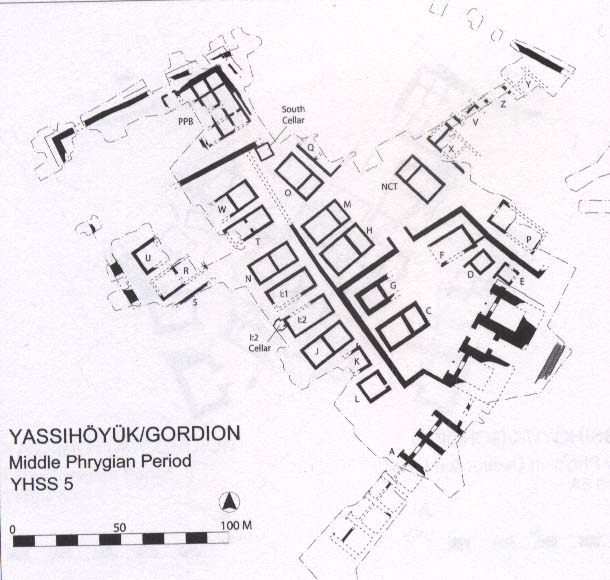 Y
Z
V
South
Cellar
PPB
Q
X
O
NCT
W
M
T
H
P
U
R
N
F
D
E
S
I:1
G
I:2
C
I:2
Cellar
J
K
L
YASSIHÖYÜK/GORDION
Middle Phrygian Period
YHSS 5
0 50 100 M